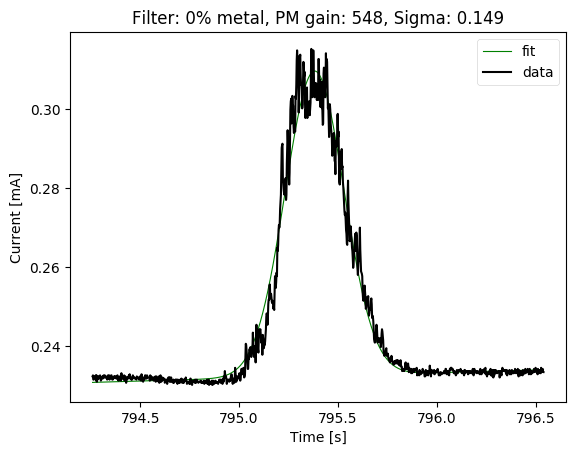 Filter: 0% metal, PM gain: 548, Sigma: 0.149
fit
data
0.30
0.28
0.26
0.24
Current [mA]
794.5
795.0
795.5
796.0
796.5
Time [s]